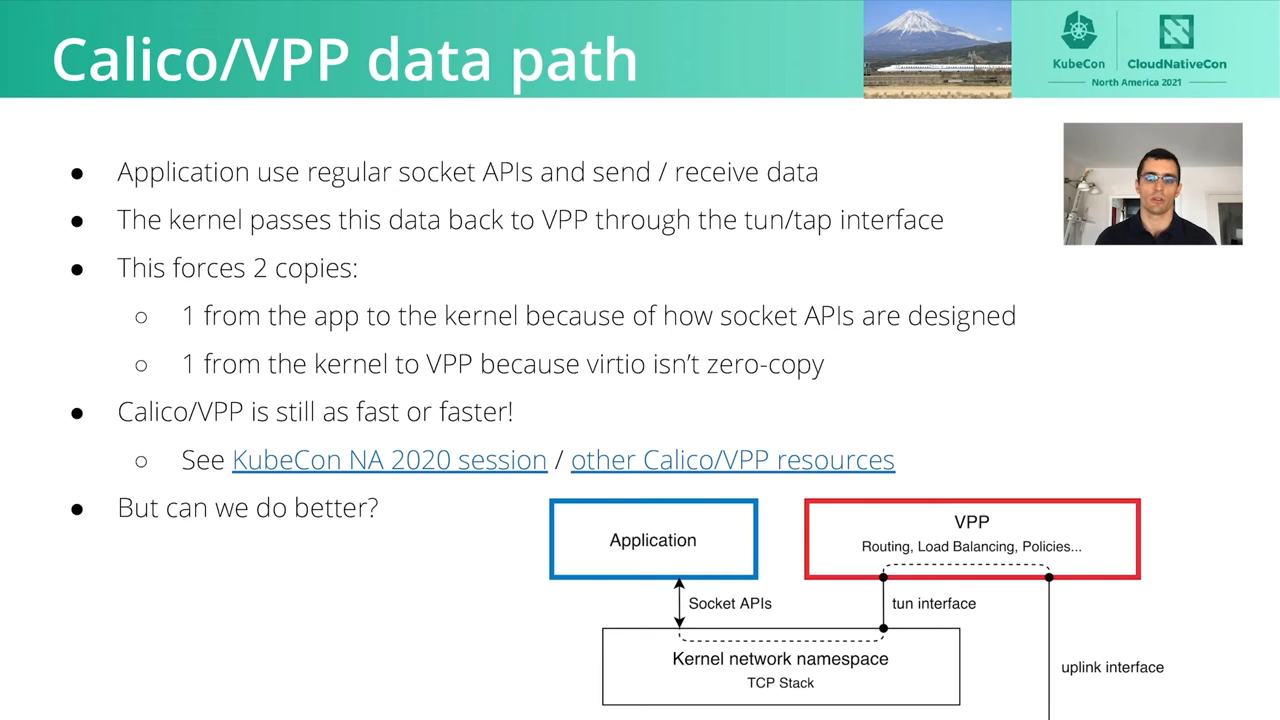 Calico/VPP data path
KubeCon
CloudNativeCon
North America 2021
● Application use regular socket APIs and send / receive data
● The kernel passes this data back to VPP through the tun/tap interface
● This forces 2 copies:
○ 1 from the app to the kernel because of how socket APIs are designed
○ 1 from the kernel to VPP because virtio isn’t zero-copy
● Calico/VPP is still as fast or faster!
○ See KubeCon NA 2020 session / other Calico/VPP resources
● But can we do better?
Application
VPP
Routing, Load Balancing, Policies...
Socket APIs
tun interface
Kernel network namespace
TCP Stack
uplink interface